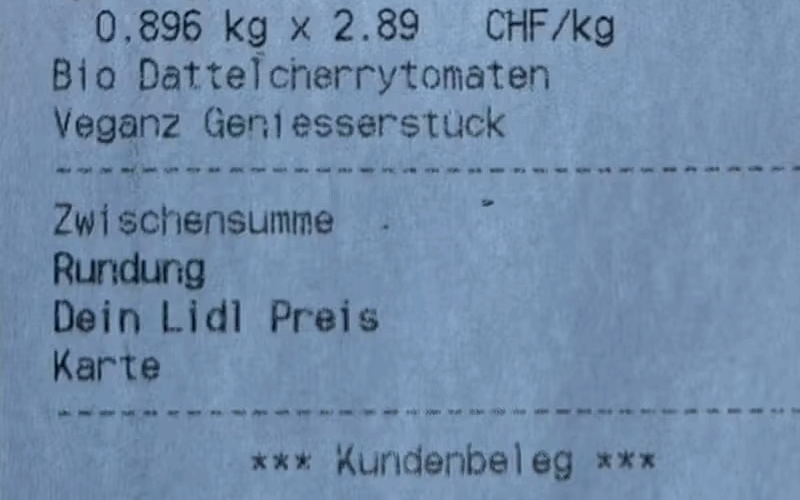 0.896 kg x 2.89 CHF/kg
Bio Dattelcherrytomaten
Veganz Geniesserstück
Zwischensumme
Rundung
Dein Lidl Preis
Karte
*** Kundenbeleg ***